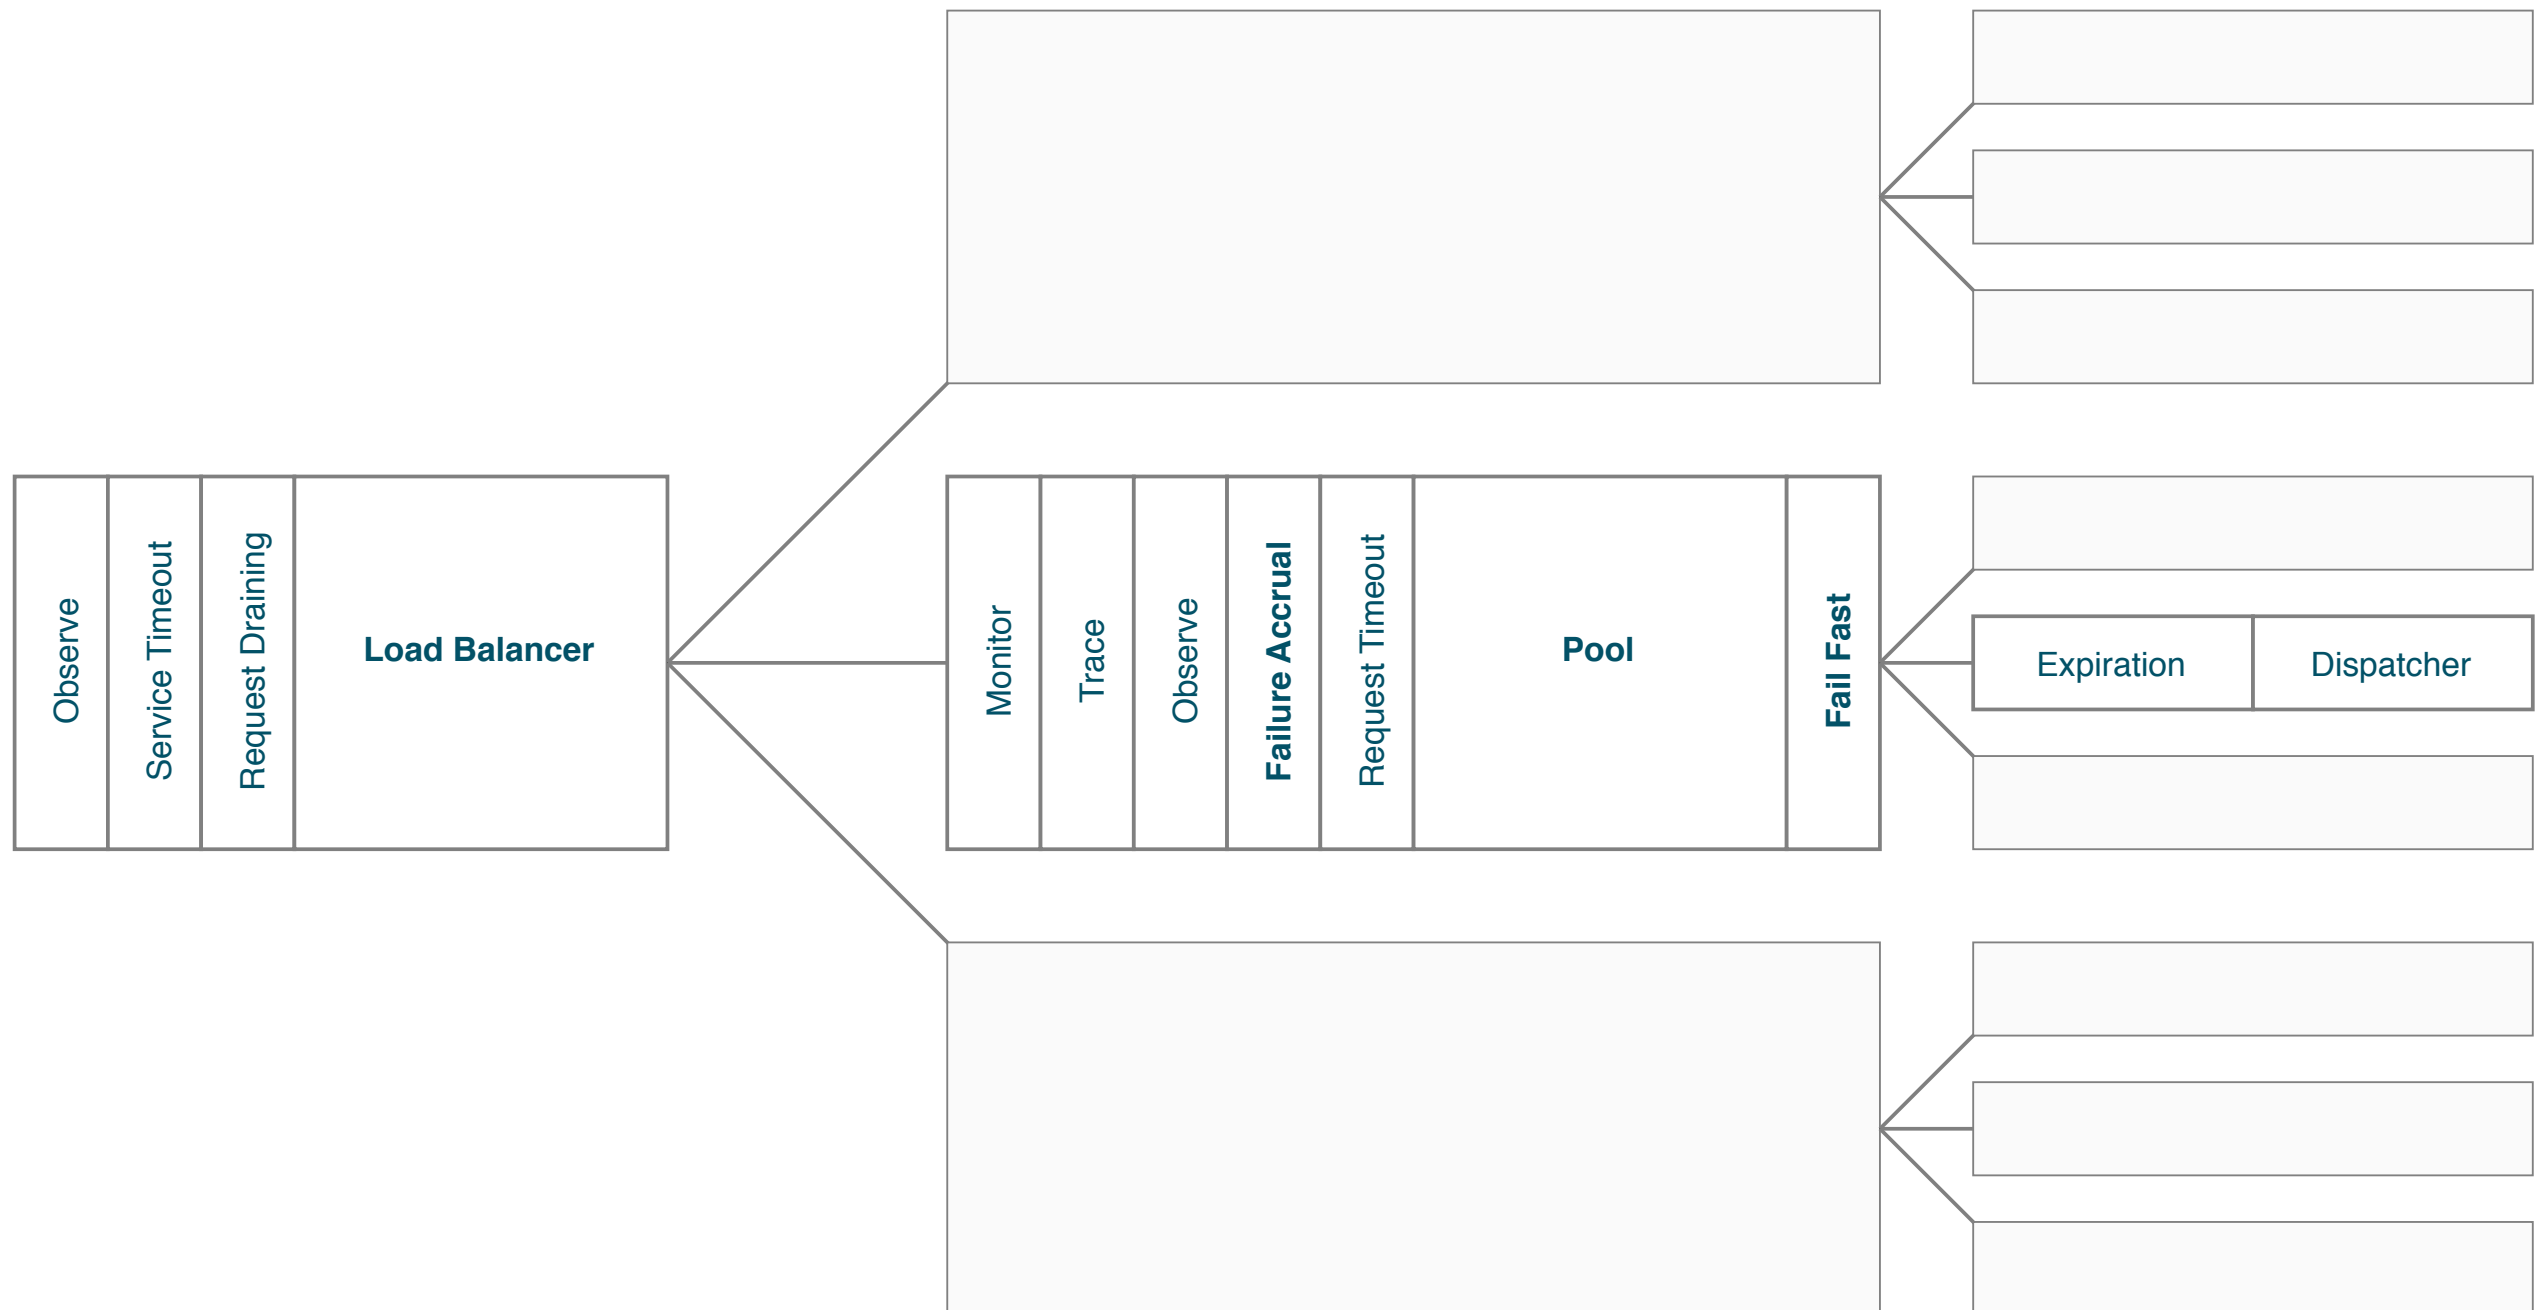 Observe
Service Timeout
Request Draining
Load Balancer
Monitor
Trace
Observe
Failure Accrual
Request Timeout
Pool
Fail Fast
Expiration
Dispatcher